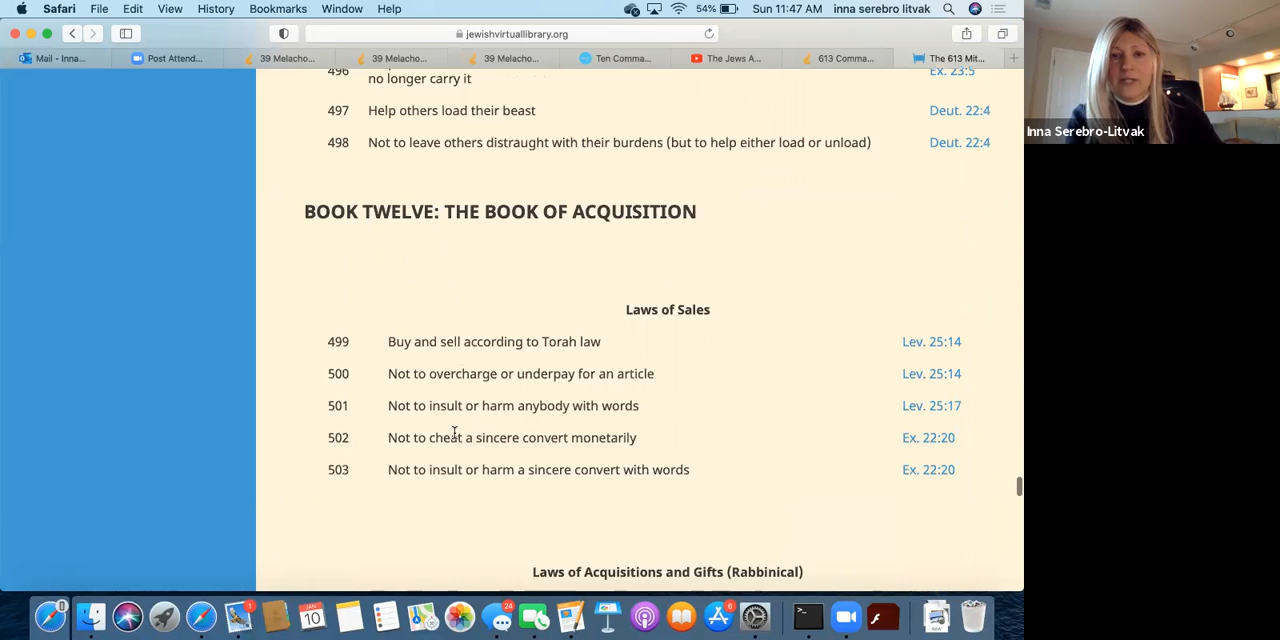 Safari File Edit View History Bookmarks Window Help 54% Sun 11:47 AM inna serebro litvak
jewishvirtuallibrary.org
Mail - Inna... Post Attend... 39 Melacho... 39 Melacho... 39 Melacho... Ten Comma... The Jews A... 613 Comma... The 613 Mit...
496 no longer carry it Ex. 23:5
497 Help others load their beast Deut. 22:4
498 Not to leave others distraught with their burdens (but to help either load or unload) Deut. 22:4
BOOK TWELVE: THE BOOK OF ACQUISITION
Laws of Sales
499 Buy and sell according to Torah law Lev. 25:14
500 Not to overcharge or underpay for an article Lev. 25:14
501 Not to insult or harm anybody with words Lev. 25:17
502 Not to cheat a sincere convert monetarily Ex. 22:20
503 Not to insult or harm a sincere convert with words Ex. 22:20
Laws of Acquisitions and Gifts (Rabbinical)
Inna Serebro-Litvak
1 JAN 10 24 6